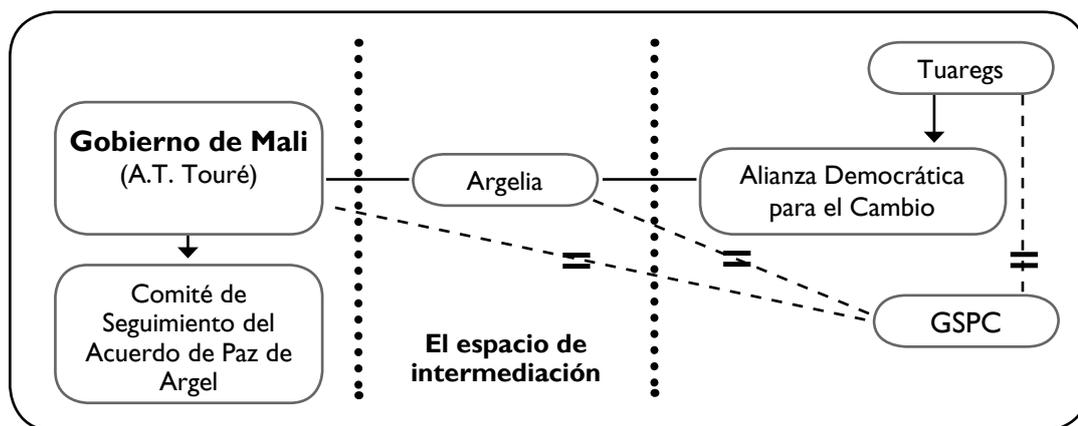 Gobierno de Mali
(A.T. Touré)
Comité de
Seguimiento del
Acuerdo de Paz de
Argel
Argelia
El espacio de
intermediación
Tuaregs
Alianza Democrática
para el Cambio
GSPC